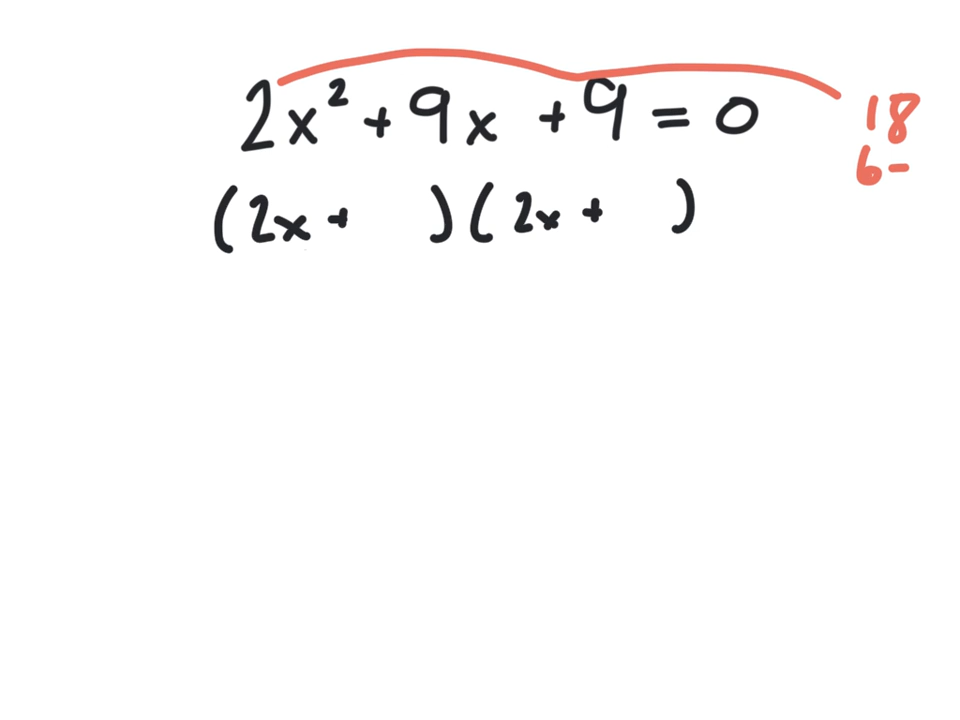 2x² + 9x + 9 = 0
18
6 -
(2x +    )(2x +    )